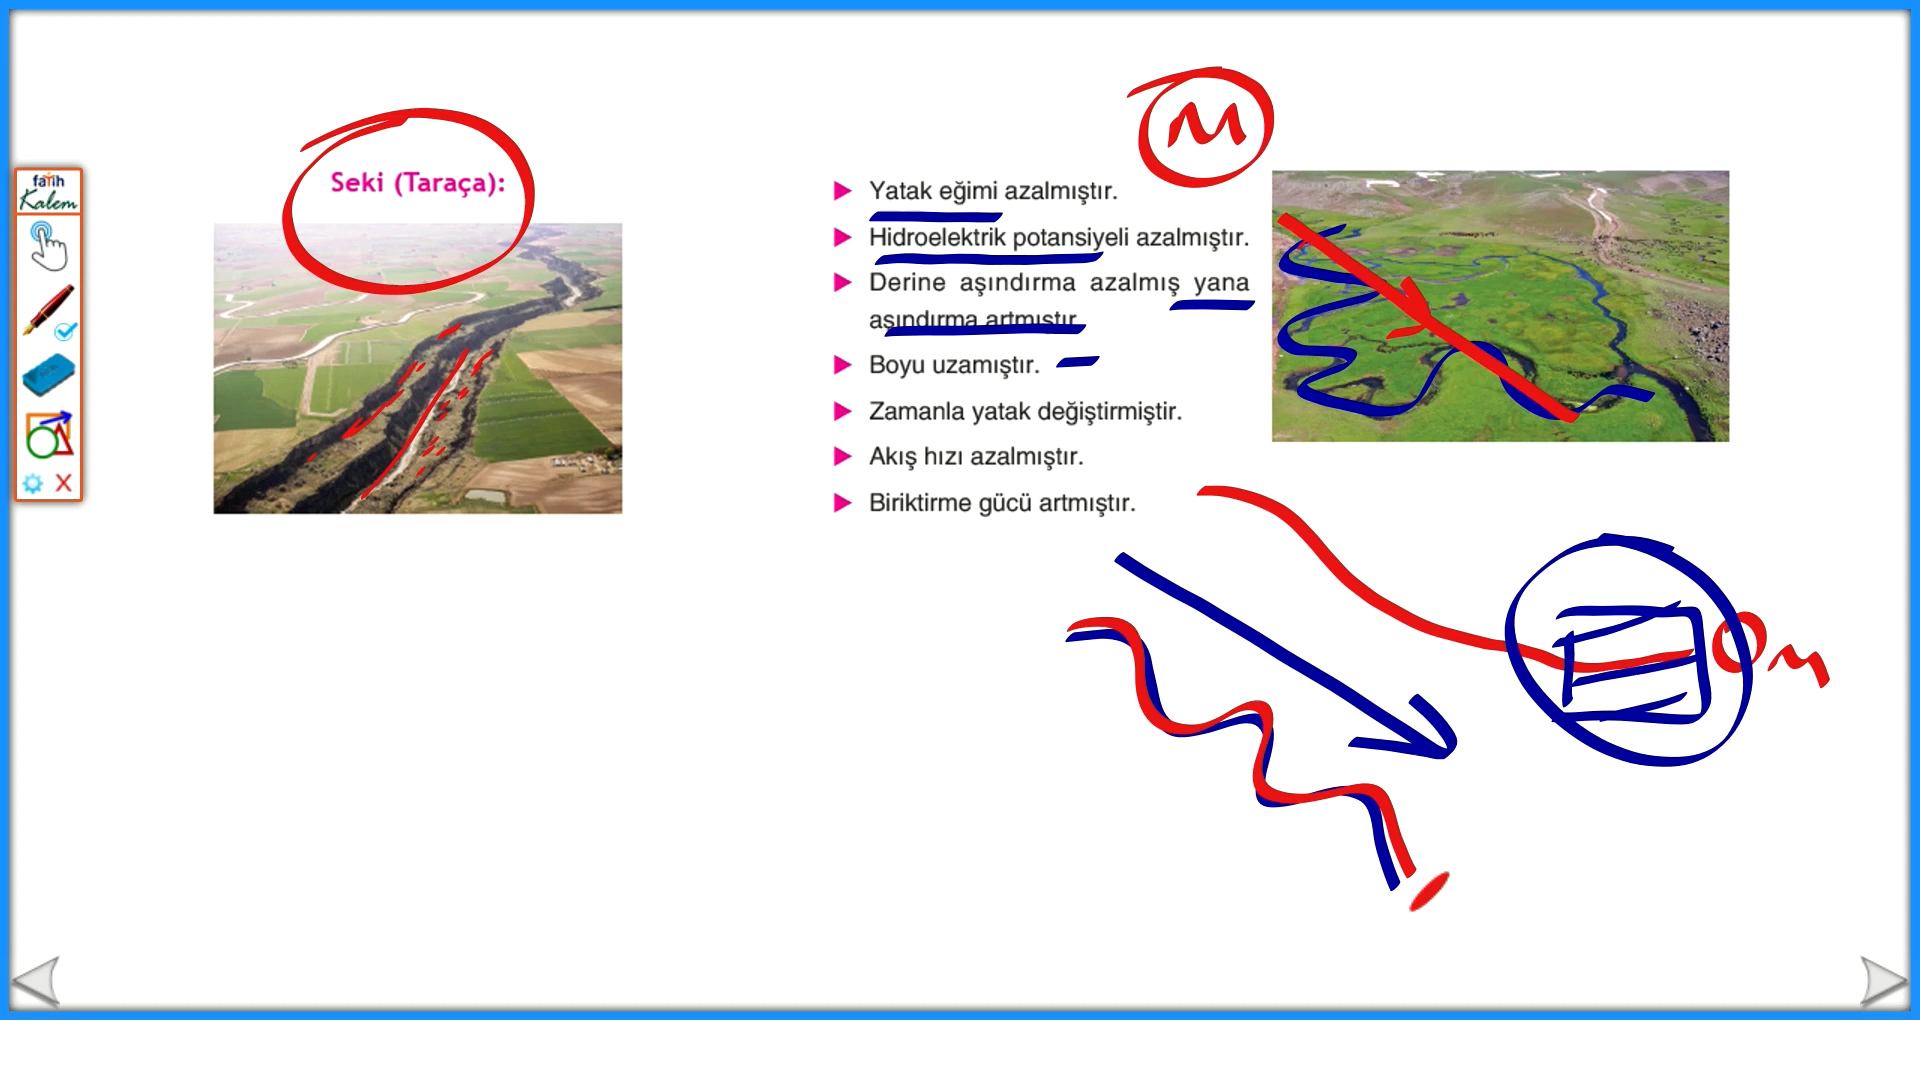 fatih
Kalem
Seki (Taraça):
M
Yatak eğimi azalmıştır.
Hidroelektrik potansiyeli azalmıştır.
Derine aşındırma azalmış yana
aşındırma artmıştır.
Boyu uzamıştır.
Zamanla yatak değiştirmiştir.
Akış hızı azalmıştır.
Biriktirme gücü artmıştır.
0 m